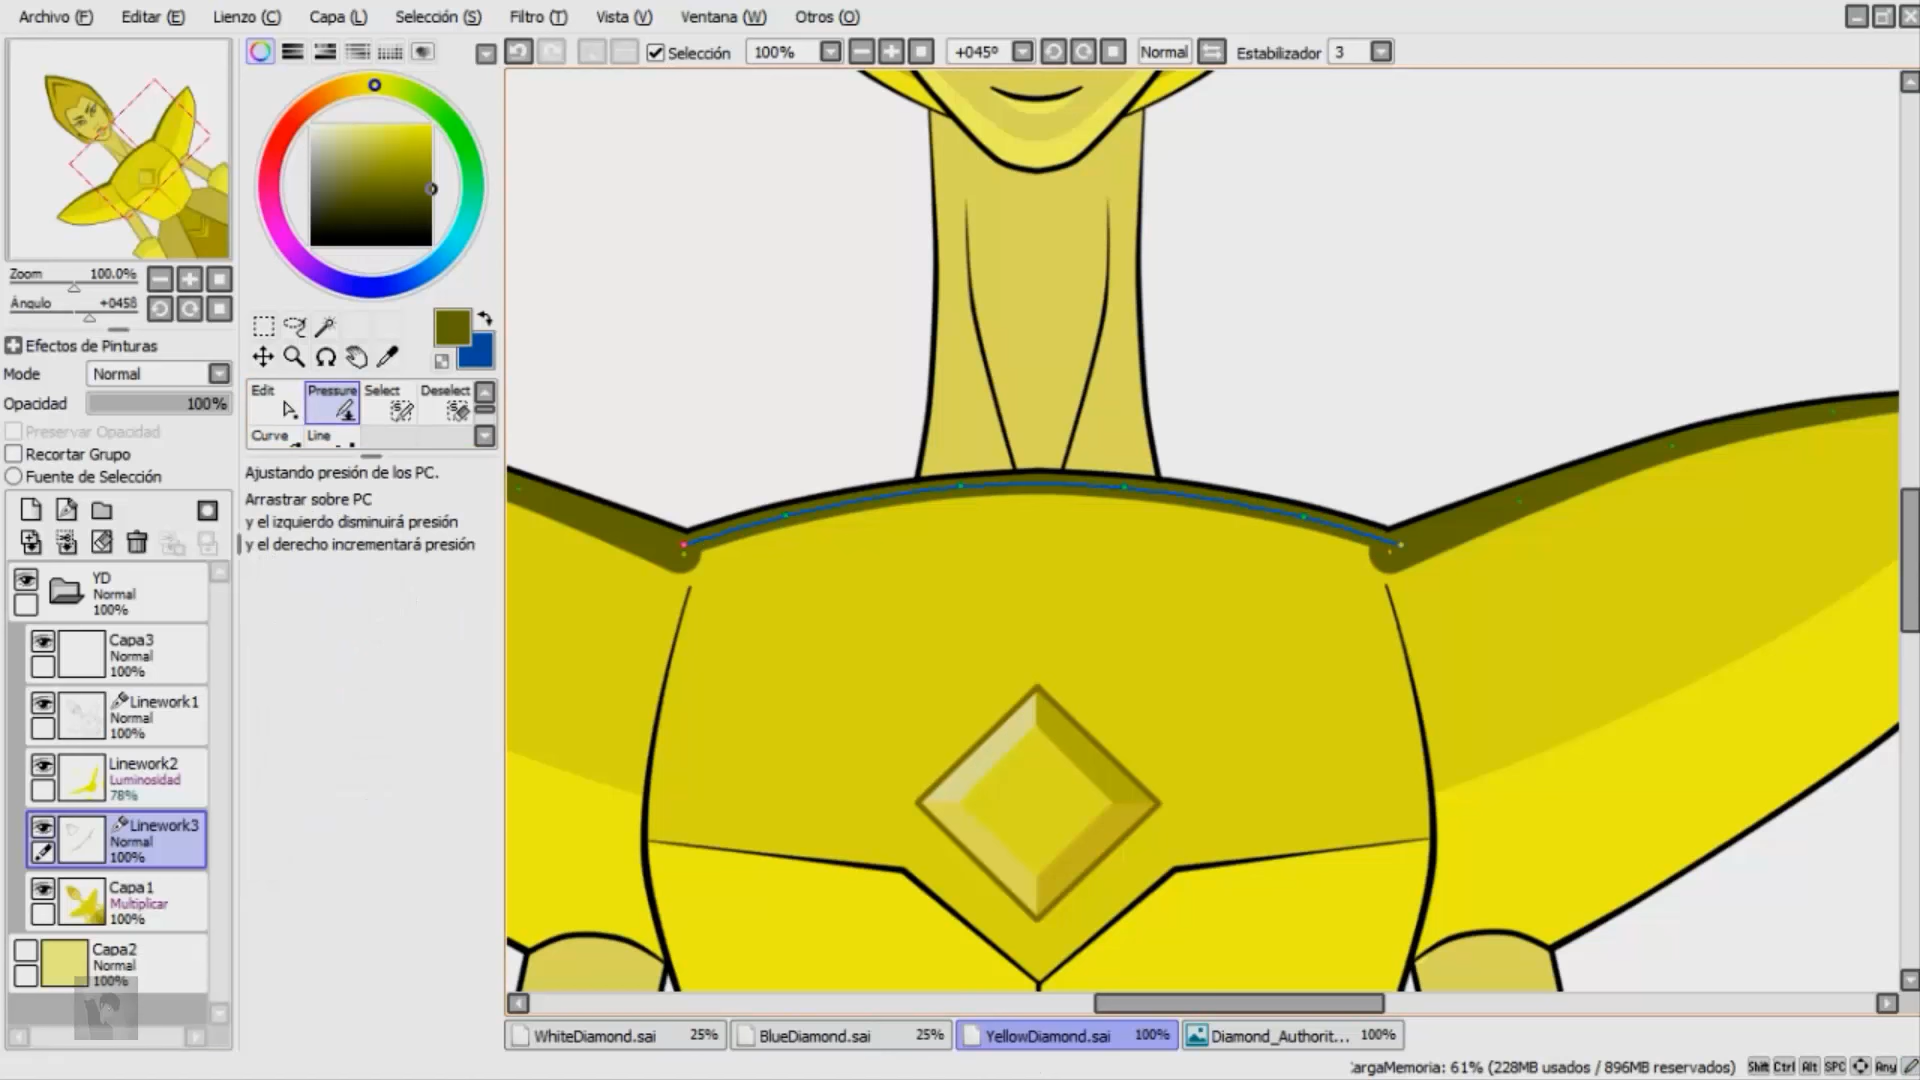 Archivo (F) Editar (E) Lienzo (C) Capa (L) Selección (S) Filtro (T) Vista (V) Ventana (W) Otros (O)
Selección 100% +045º Normal Estabilizador 3
Zoom 100.0%
Ángulo +045º
Efectos de Pinturas
Mode Normal
Opacidad 100%
Preservar Opacidad
Recortar Grupo
Fuente de Selección
Edit Pressure Select Deselect
Curve Line
Ajustando presión de los PC.
Arrastrar sobre PC
y el izquierdo disminuirá presión
y el derecho incrementará presión
YD
Normal
100%
Capa3
Normal
100%
Linework1
Normal
100%
Linework2
Luminosidad
78%
Linework3
Normal
100%
Capa1
Multiplicar
100%
Capa2
Normal
100%
WhiteDiamond.sai 25% BlueDiamond.sai 25% YellowDiamond.sai 100% Diamond_Authorit... 100%
argaMemoria: 61% (228MB usados / 896MB reservados) Shift Ctrl Alt SPC Any